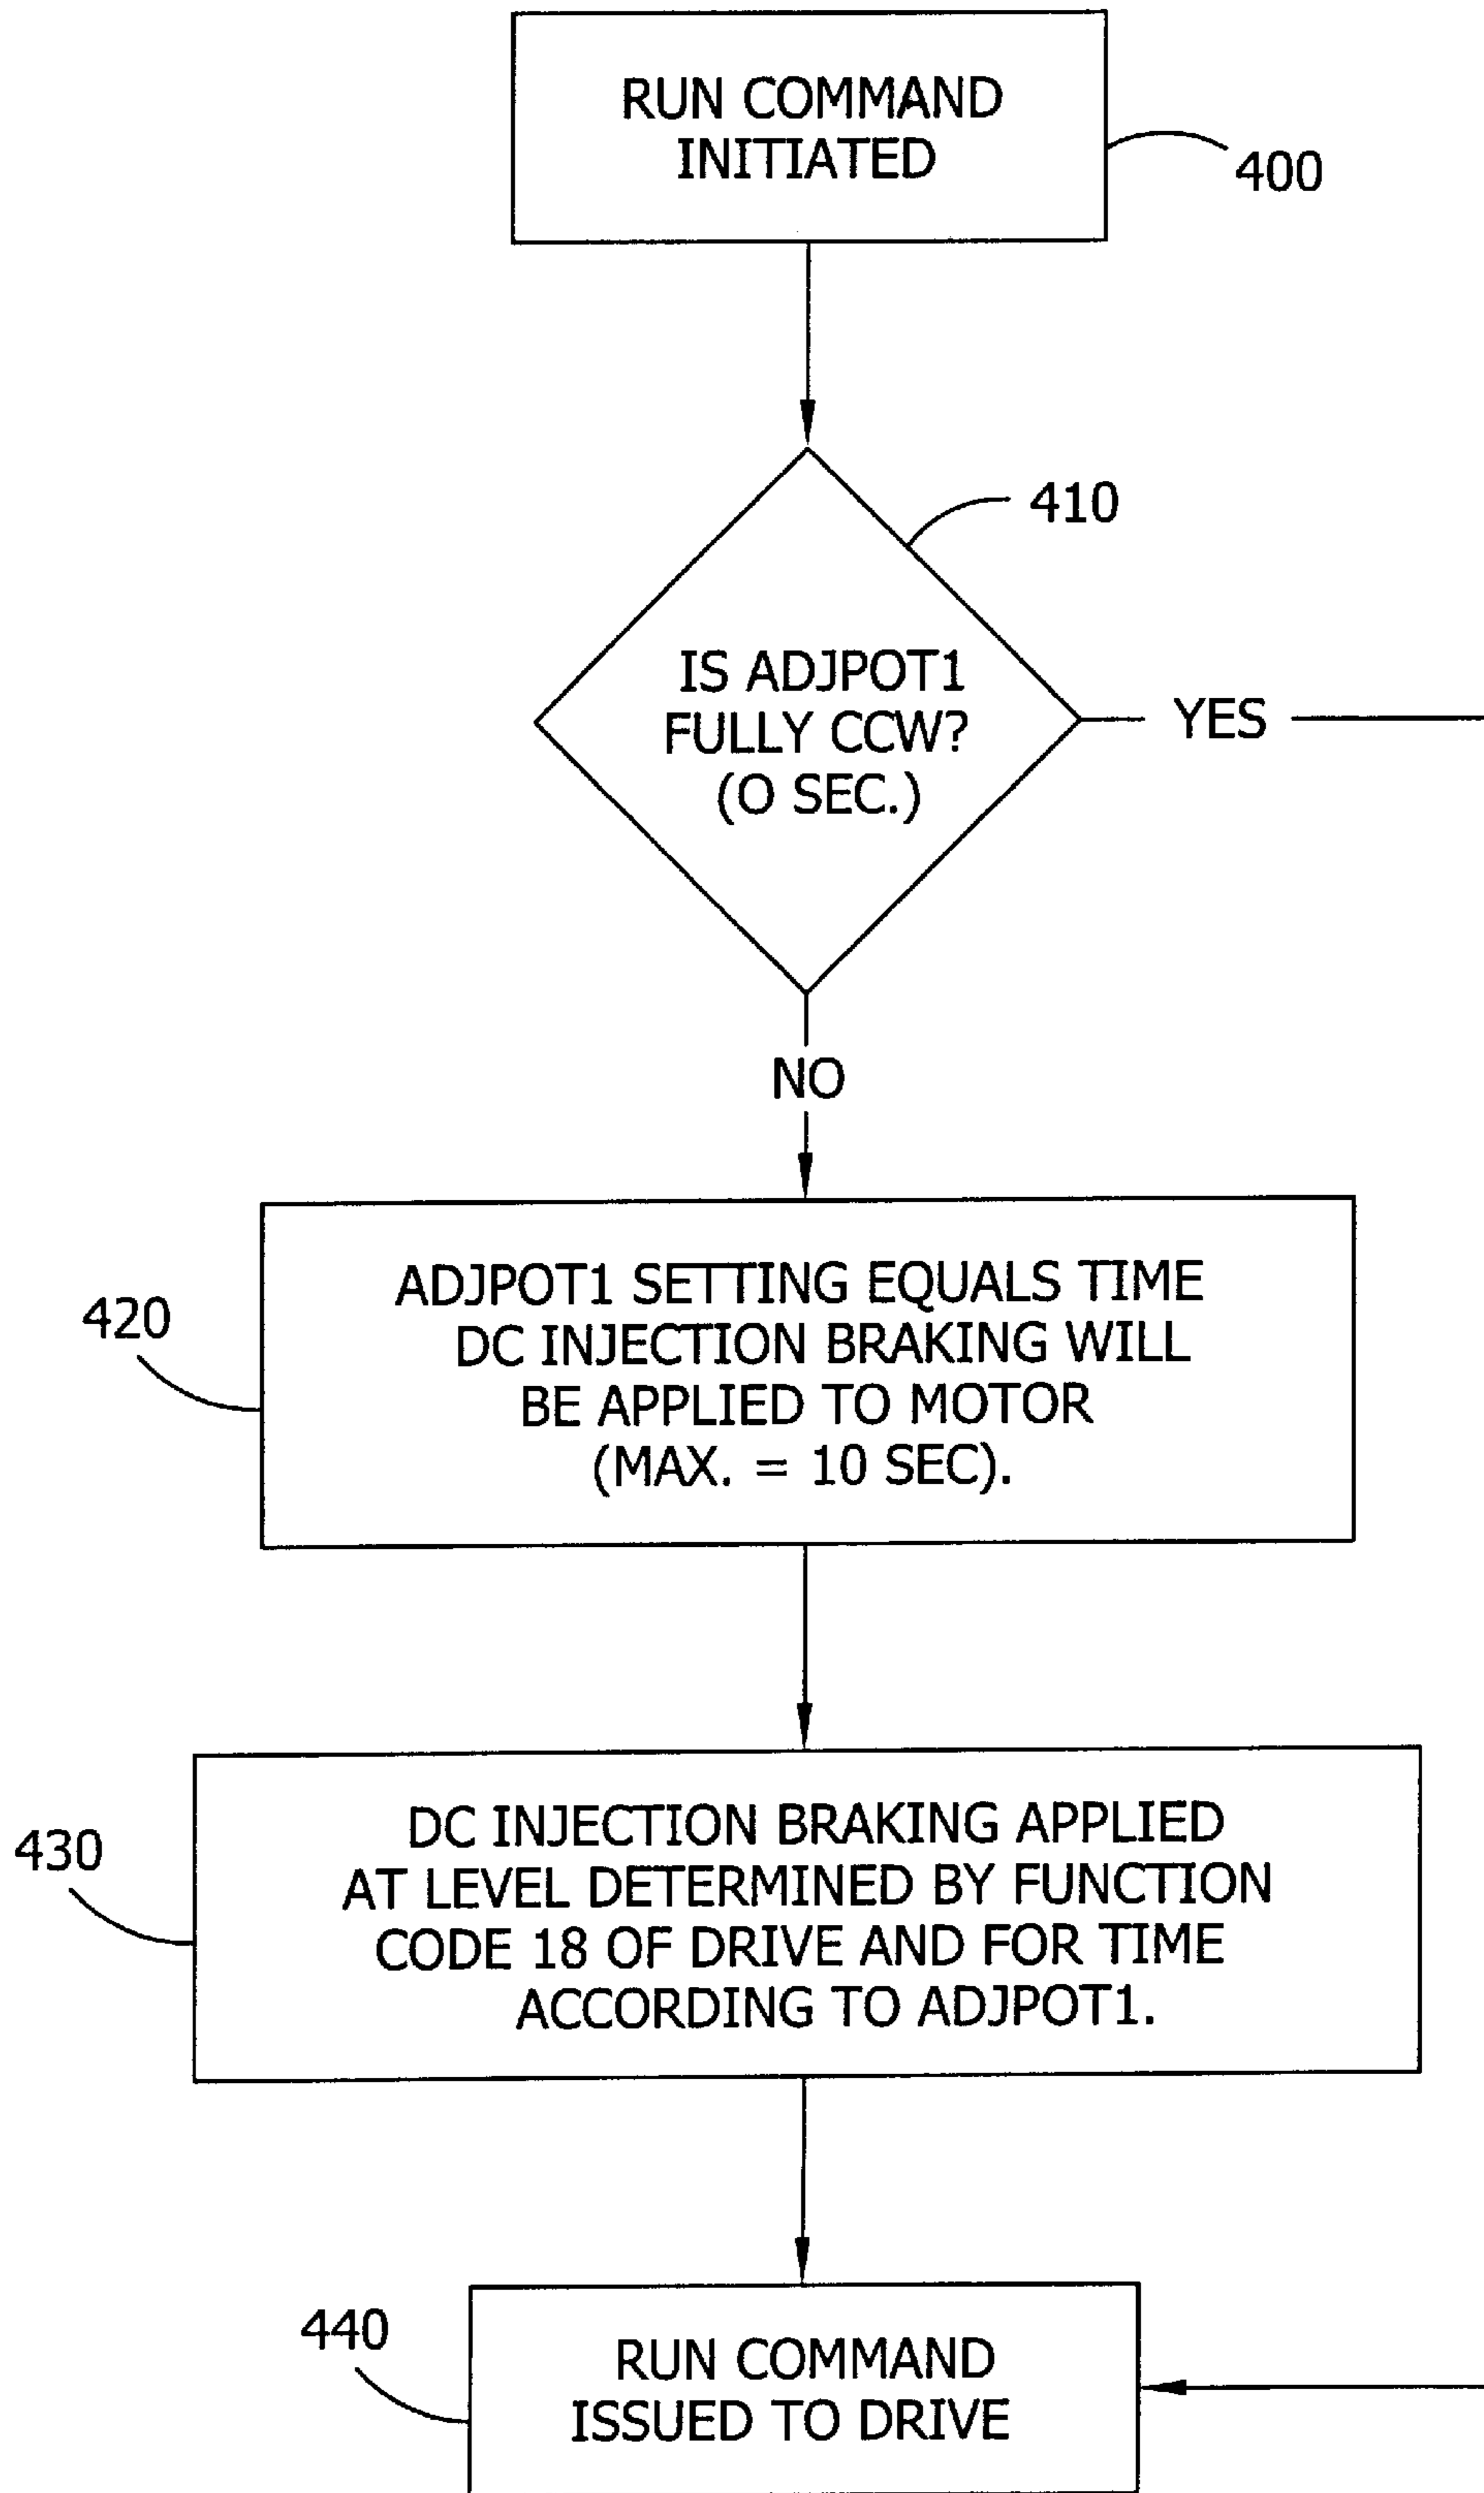 RUN COMMAND
INITIATED
400
410
IS ADJPOT1
FULLY CCW?
(O SEC.)
YES
NO
420
ADJPOT1 SETTING EQUALS TIME
DC INJECTION BRAKING WILL
BE APPLIED TO MOTOR
(MAX. = 10 SEC).
430
DC INJECTION BRAKING APPLIED
AT LEVEL DETERMINED BY FUNCTION
CODE 18 OF DRIVE AND FOR TIME
ACCORDING TO ADJPOT1.
440
RUN COMMAND
ISSUED TO DRIVE